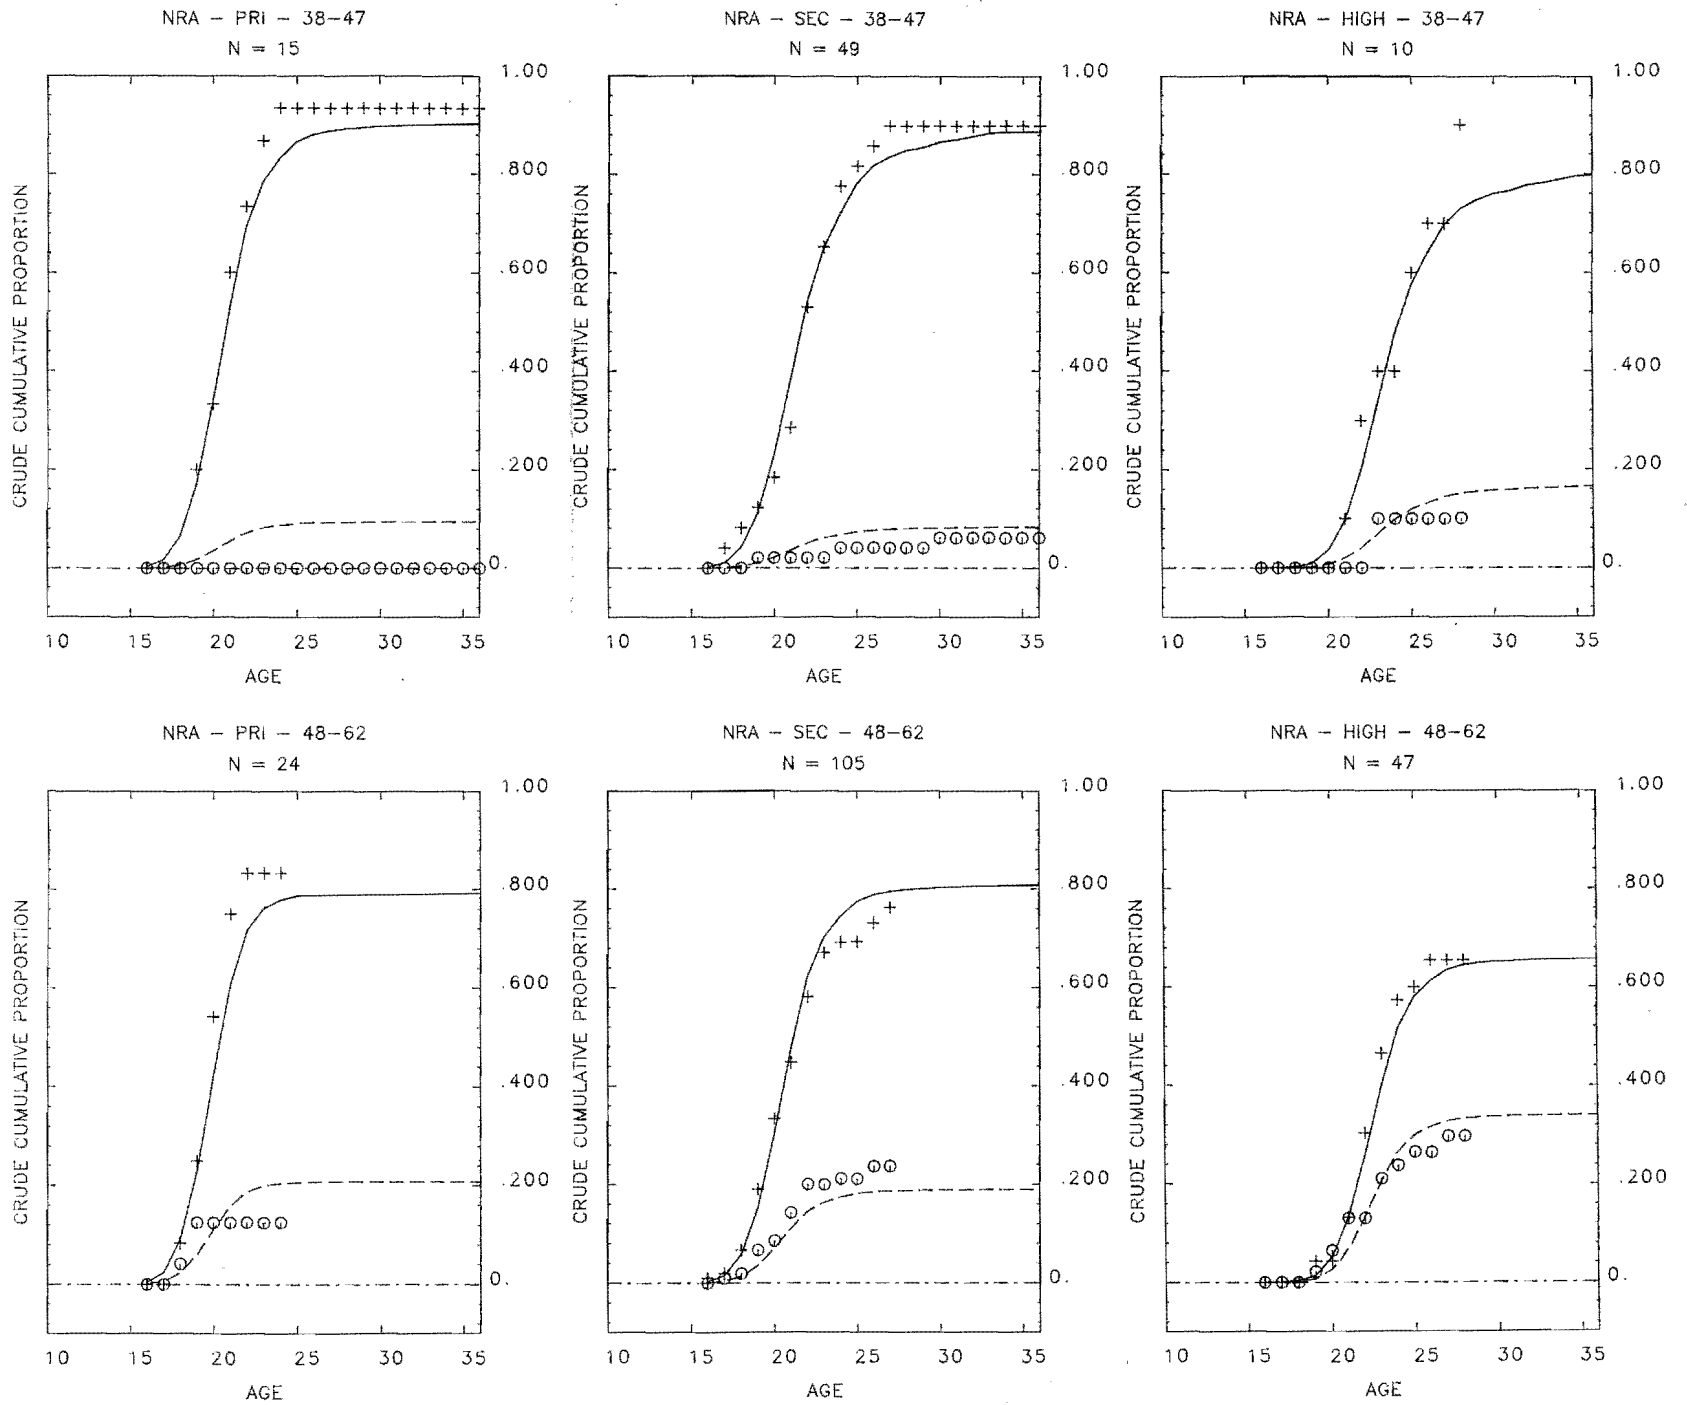 NRA - PRI - 38-47
N = 15
1.00
.800
.600
.400
.200
0.
CRUDE CUMULATIVE PROPORTION
10 15 20 25 30 35
AGE
NRA - SEC - 38-47
N = 49
1.00
.800
.600
.400
.200
0.
CRUDE CUMULATIVE PROPORTION
10 15 20 25 30 35
AGE
NRA - HIGH - 38-47
N = 10
1.00
.800
.600
.400
.200
0.
CRUDE CUMULATIVE PROPORTION
10 15 20 25 30 35
AGE
NRA - PRI - 48-62
N = 24
1.00
.800
.600
.400
.200
0.
CRUDE CUMULATIVE PROPORTION
10 15 20 25 30 35
AGE
NRA - SEC - 48-62
N = 105
1.00
.800
.600
.400
.200
0.
CRUDE CUMULATIVE PROPORTION
10 15 20 25 30 35
AGE
NRA - HIGH - 48-62
N = 47
1.00
.800
.600
.400
.200
0.
CRUDE CUMULATIVE PROPORTION
10 15 20 25 30 35
AGE